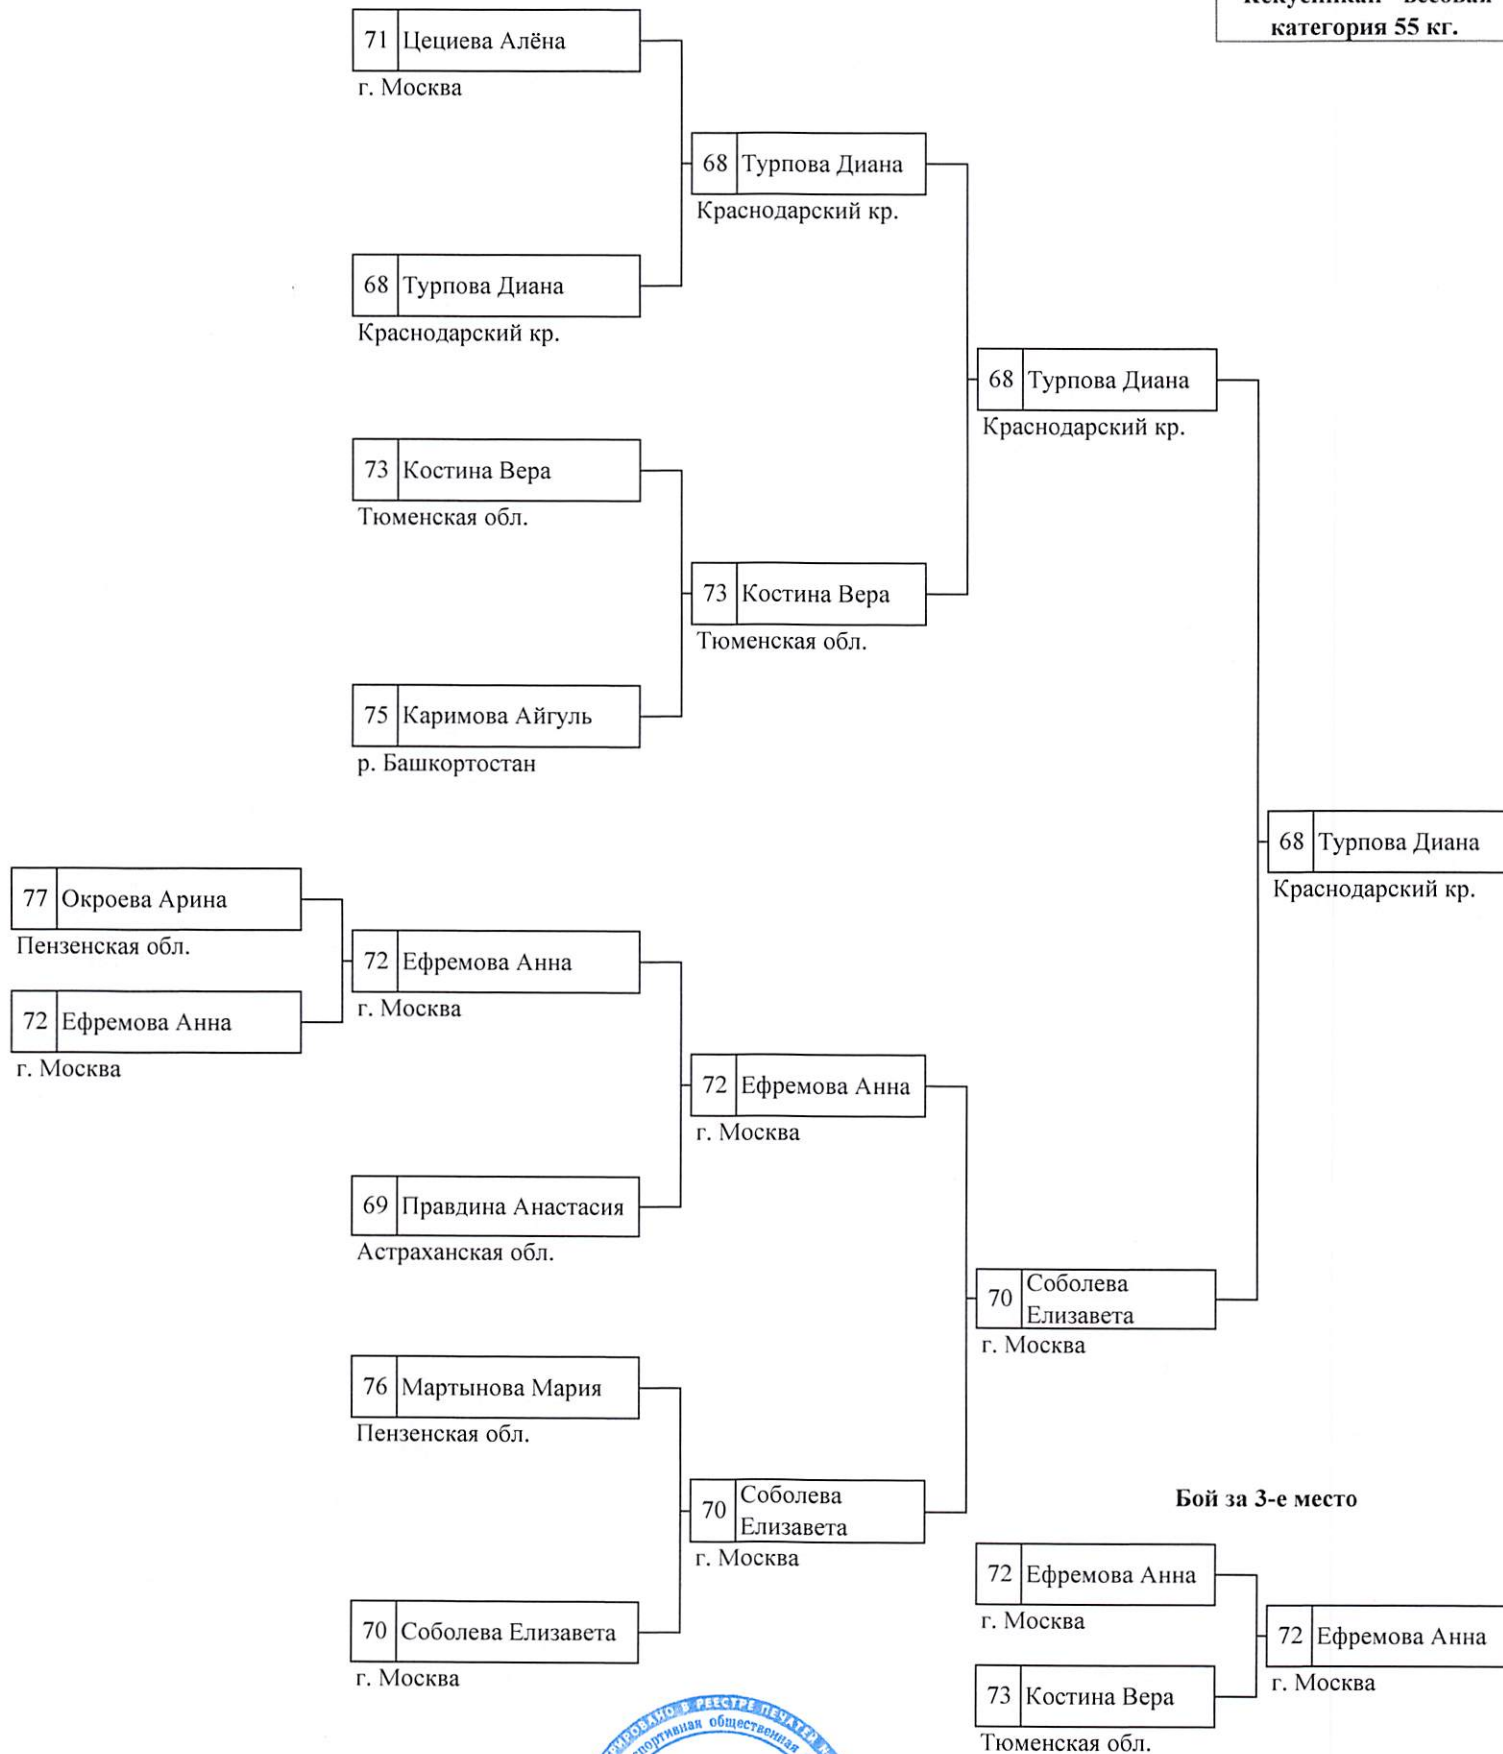 категория 55 кг.
71 Цециева Алёна
г. Москва
68 Турпова Диана
Краснодарский кр.
68 Турпова Диана
Краснодарский кр.
68 Турпова Диана
Краснодарский кр.
73 Костина Вера
Тюменская обл.
73 Костина Вера
Тюменская обл.
75 Каримова Айгуль
р. Башкортостан
68 Турпова Диана
Краснодарский кр.
77 Окроева Арина
Пензенская обл.
72 Ефремова Анна
г. Москва
72 Ефремова Анна
г. Москва
72 Ефремова Анна
г. Москва
69 Правдина Анастасия
Астраханская обл.
70 Соболева
Елизавета
г. Москва
76 Мартынова Мария
Пензенская обл.
70 Соболева
Елизавета
г. Москва
70 Соболева Елизавета
г. Москва
Бой за 3-е место
72 Ефремова Анна
г. Москва
72 Ефремова Анна
г. Москва
73 Костина Вера
Тюменская обл.
В РЕЕСТРЕ ПЕЧАТЕЙ
общественная